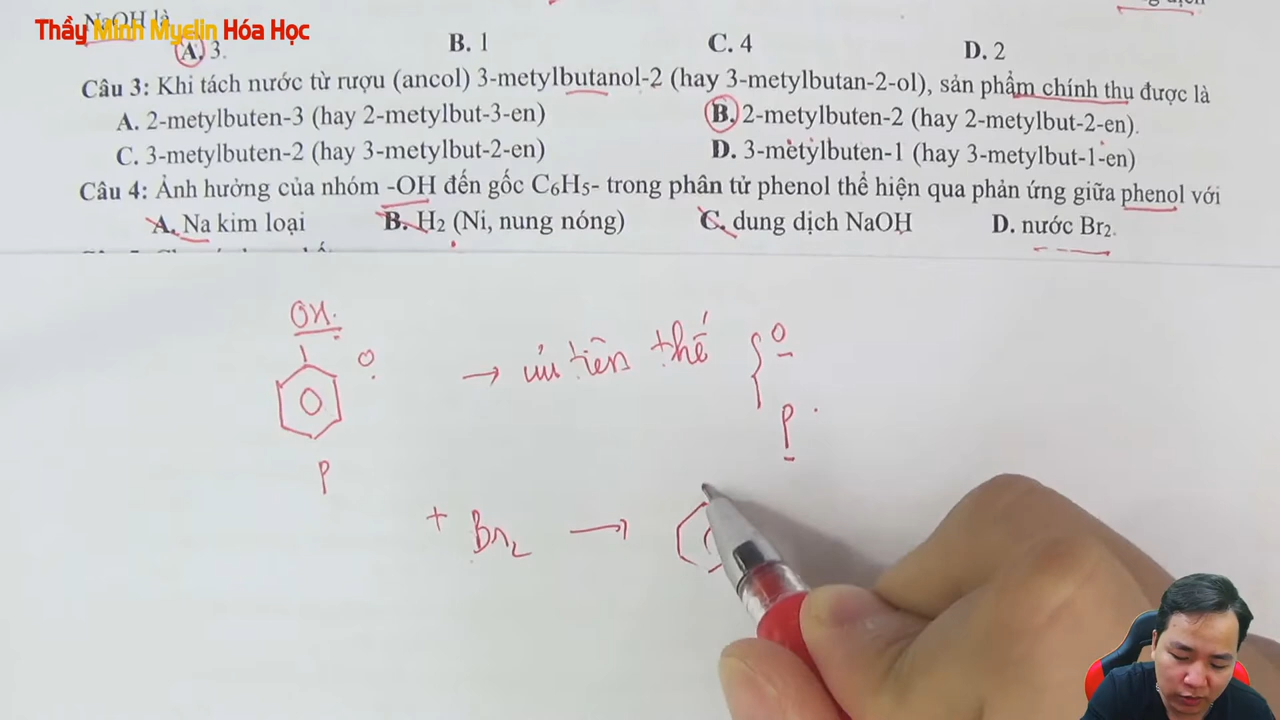 NaOH là
Thầy Minh Myelin Hóa Học
A. 3. B. 1 C. 4 D. 2
Câu 3: Khi tách nước từ rượu (ancol) 3-metylbutanol-2 (hay 3-metylbutan-2-ol), sản phẩm chính thu được là
A. 2-metylbuten-3 (hay 2-metylbut-3-en) B. 2-metylbuten-2 (hay 2-metylbut-2-en).
C. 3-metylbuten-2 (hay 3-metylbut-2-en) D. 3-metylbuten-1 (hay 3-metylbut-1-en)
Câu 4: Ảnh hưởng của nhóm -OH đến gốc C6H5- trong phân tử phenol thể hiện qua phản ứng giữa phenol với
A. Na kim loại B. H2 (Ni, nung nóng) C. dung dịch NaOH D. nước Br2.
OH
O
→ ưu tiên thế { O
P
P
+ Br2 →